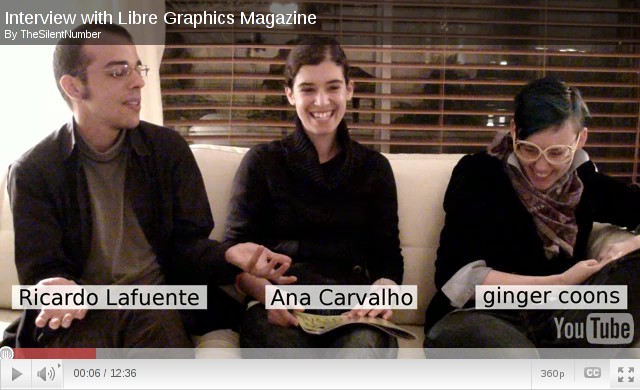 Interview with Libre Graphics Magazine
By TheSilentNumber
Ricardo Lafuente
Ana Carvalho
ginger coons
YouTube
00:06 / 12:36
360p
CC